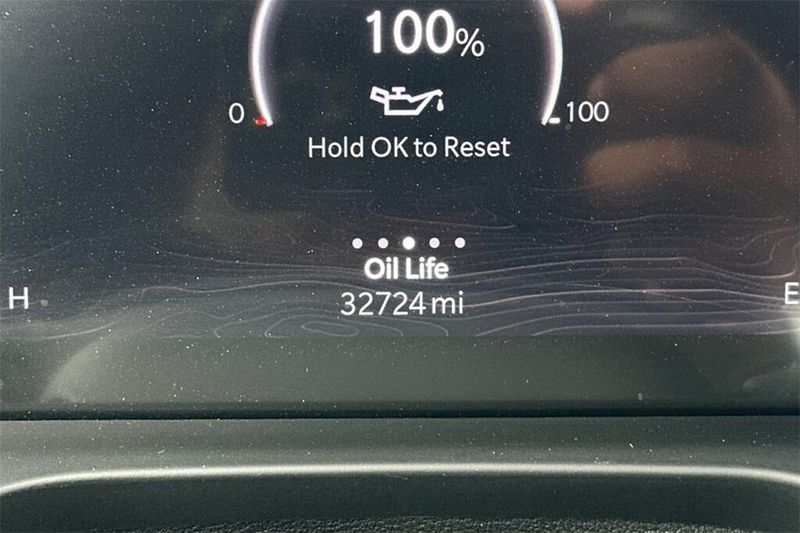 100%
0 100
Hold OK to Reset
Oil Life
H E
32724 mi